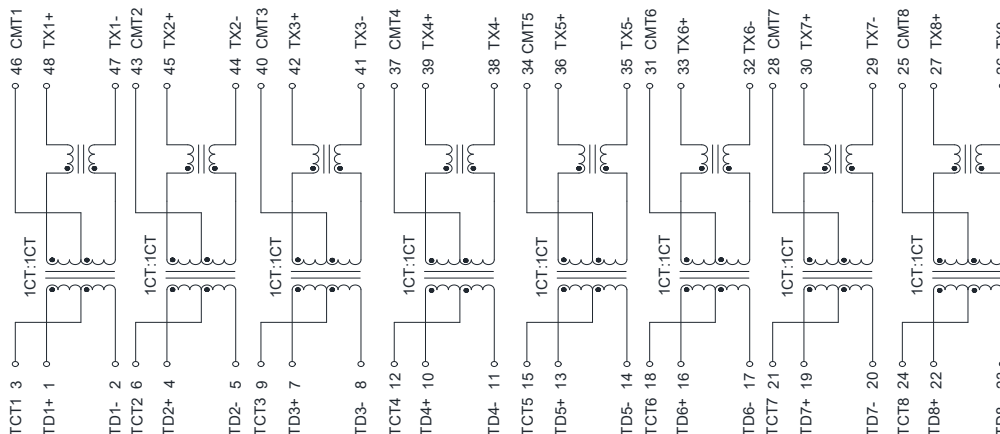 46 CMT1
48 TX1+
47 TX1-
43 CMT2
45 TX2+
44 TX2-
40 CMT3
42 TX3+
41 TX3-
37 CMT4
39 TX4+
38 TX4-
34 CMT5
36 TX5+
35 TX5-
31 CMT6
33 TX6+
32 TX6-
28 CMT7
30 TX7+
29 TX7-
25 CMT8
27 TX8+
1CT:1CT
1CT:1CT
1CT:1CT
1CT:1CT
1CT:1CT
1CT:1CT
1CT:1CT
1CT:1CT
TCT1 3
TD1+ 1
TD1- 2
TCT2 6
TD2+ 4
TD2- 5
TCT3 9
TD3+ 7
TD3- 8
TCT4 12
TD4+ 10
TD4- 11
TCT5 15
TD5+ 13
TD5- 14
TCT6 18
TD6+ 16
TD6- 17
TCT7 21
TD7+ 19
TD7- 20
TCT8 24
TD8+ 22